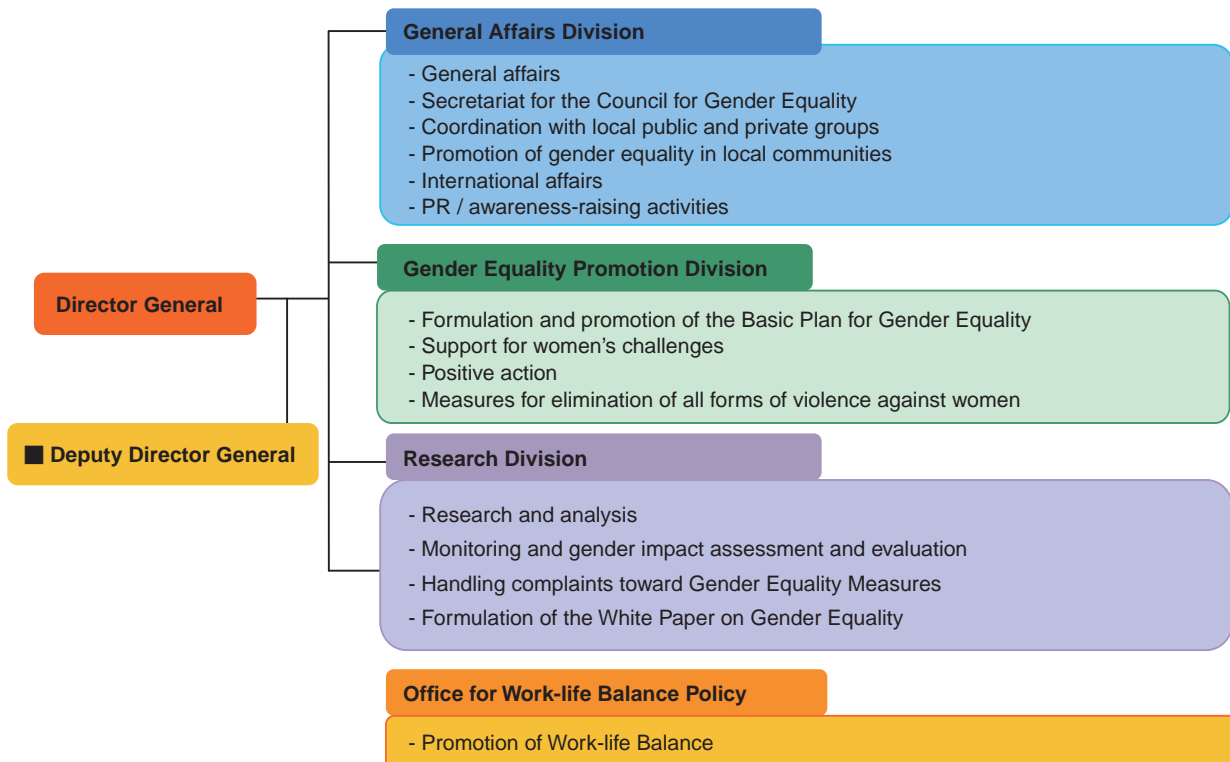 General Affairs Division
- General affairs
- Secretariat for the Council for Gender Equality
- Coordination with local public and private groups
- Promotion of gender equality in local communities
- International affairs
- PR / awareness-raising activities
Gender Equality Promotion Division
Director General
- Formulation and promotion of the Basic Plan for Gender Equality
- Support for women’s challenges
- Positive action
- Measures for elimination of all forms of violence against women
■ Deputy Director General
Research Division
- Research and analysis
- Monitoring and gender impact assessment and evaluation
- Handling complaints toward Gender Equality Measures
- Formulation of the White Paper on Gender Equality
Office for Work-life Balance Policy
- Promotion of Work-life Balance